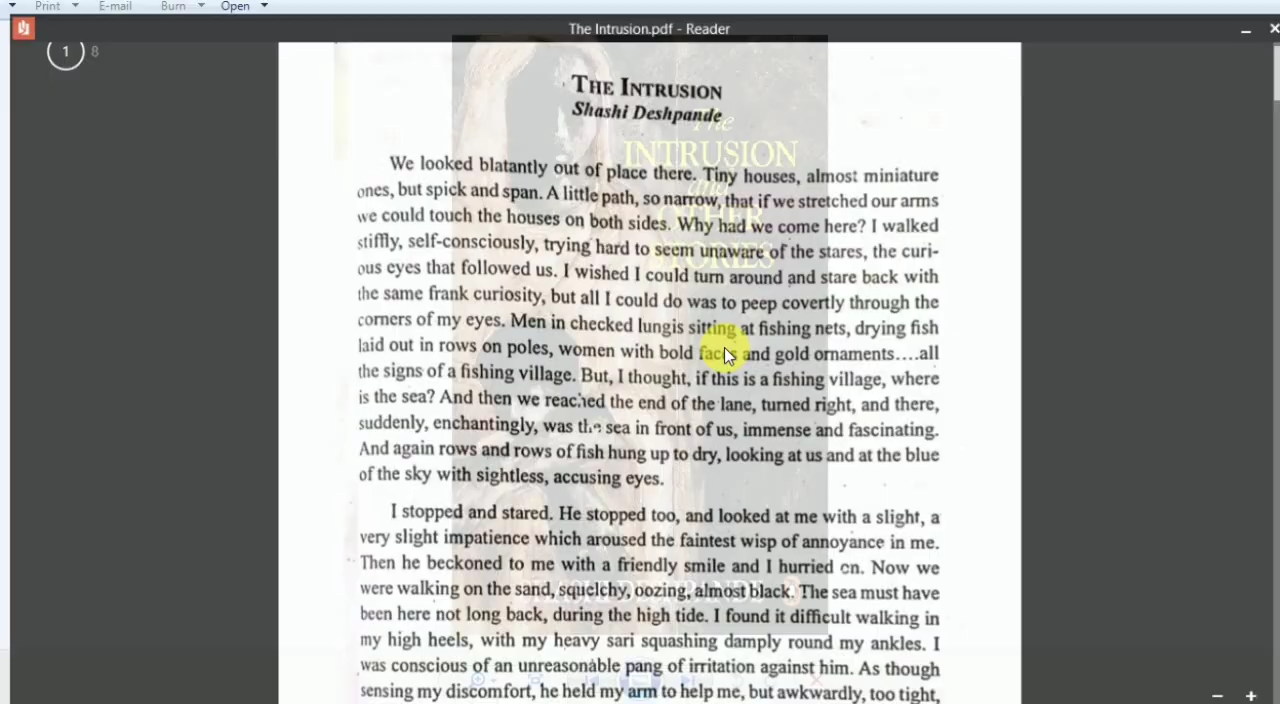 Print E-mail Burn Open
The Intrusion.pdf - Reader
1 8
THE INTRUSION
Shashi Deshpande
The
INTRUSION
and
OTHER
STORIES
We looked blatantly out of place there. Tiny houses, almost miniature
ones, but spick and span. A little path, so narrow, that if we stretched our arms
we could touch the houses on both sides. Why had we come here? I walked
stiffly, self-consciously, trying hard to seem unaware of the stares, the curi-
ous eyes that followed us. I wished I could turn around and stare back with
the same frank curiosity, but all I could do was to peep covertly through the
corners of my eyes. Men in checked lungis sitting at fishing nets, drying fish
laid out in rows on poles, women with bold faces and gold ornaments....all
the signs of a fishing village. But, I thought, if this is a fishing village, where
is the sea? And then we reached the end of the lane, turned right, and there,
suddenly, enchantingly, was the sea in front of us, immense and fascinating.
And again rows and rows of fish hung up to dry, looking at us and at the blue
of the sky with sightless, accusing eyes.
I stopped and stared. He stopped too, and looked at me with a slight, a
very slight impatience which aroused the faintest wisp of annoyance in me.
Then he beckoned to me with a friendly smile and I hurried on. Now we
were walking on the sand, squelchy, oozing, almost black. The sea must have
been here not long back, during the high tide. I found it difficult walking in
my high heels, with my heavy sari squashing damply round my ankles. I
was conscious of an unreasonable pang of irritation against him. As though
sensing my discomfort, he held my arm to help me, but awkwardly, too tight,